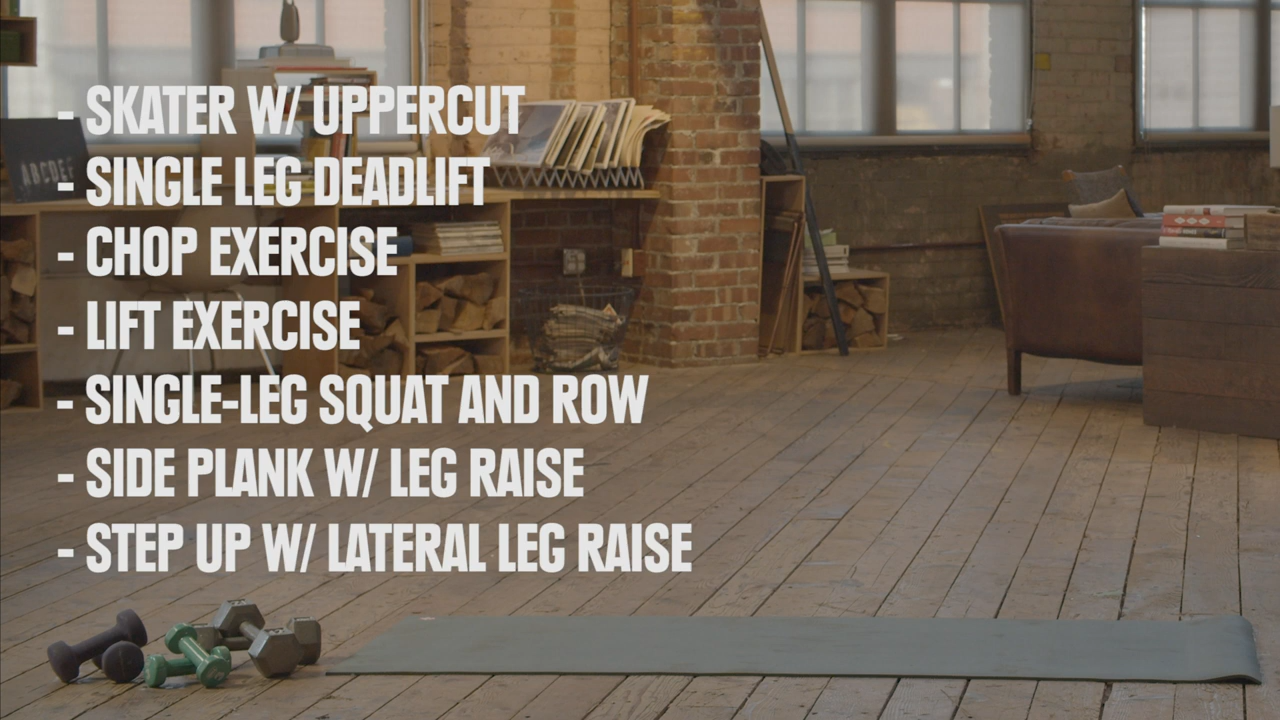 - SKATER W/ UPPERCUT
- SINGLE LEG DEADLIFT
- CHOP EXERCISE
- LIFT EXERCISE
- SINGLE-LEG SQUAT AND ROW
- SIDE PLANK W/ LEG RAISE
- STEP UP W/ LATERAL LEG RAISE
ABCDEF